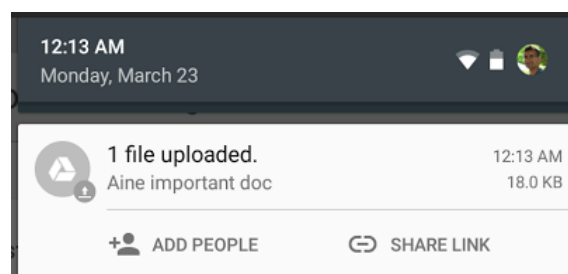 12:13 AM
Monday, March 23
1 file uploaded.
12:13 AM
Aine important doc
18.0 KB
ADD PEOPLE
SHARE LINK